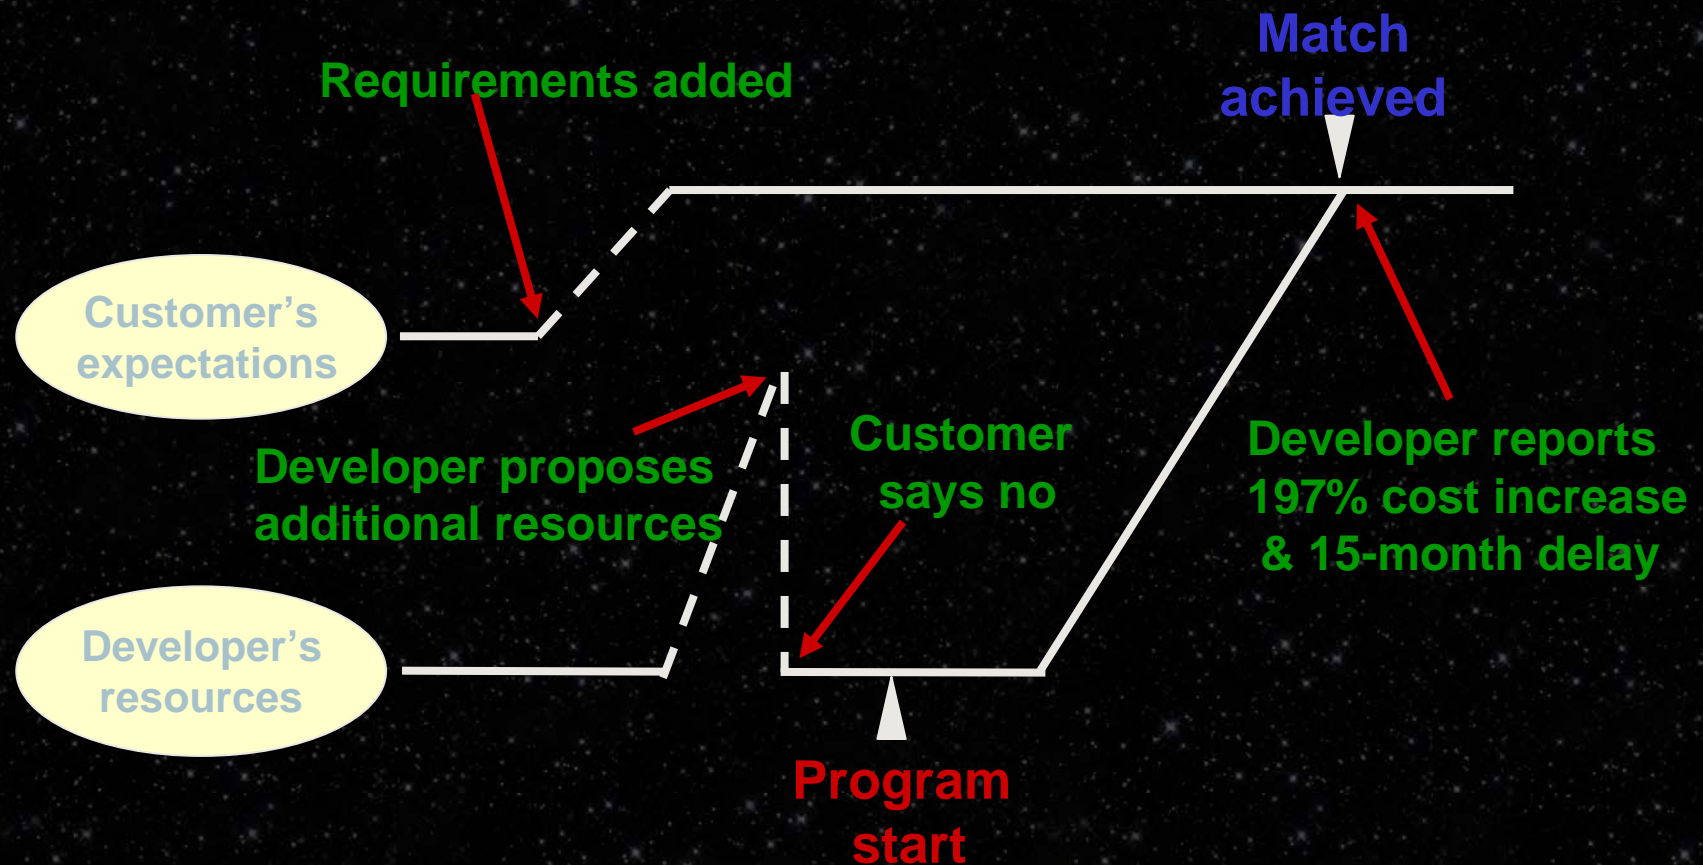 Match
achieved
Requirements added
Customer’s
expectations
Developer proposes
additional resources
Customer
says no
Developer reports
197% cost increase
& 15-month delay
Developer’s
resources
Program
start